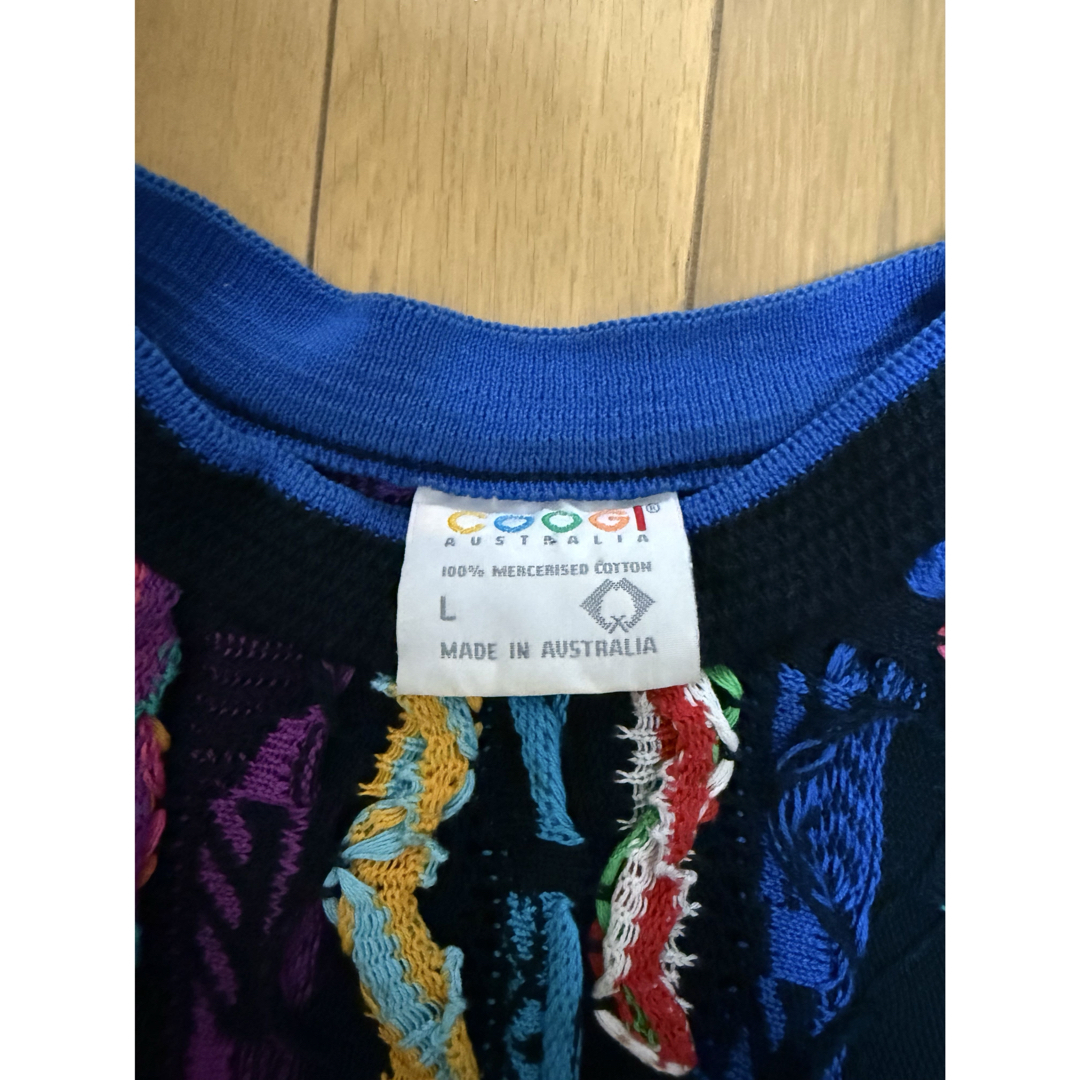 COOGI®
AUSTRALIA
100% MERCERISED COTTON
L
MADE IN AUSTRALIA